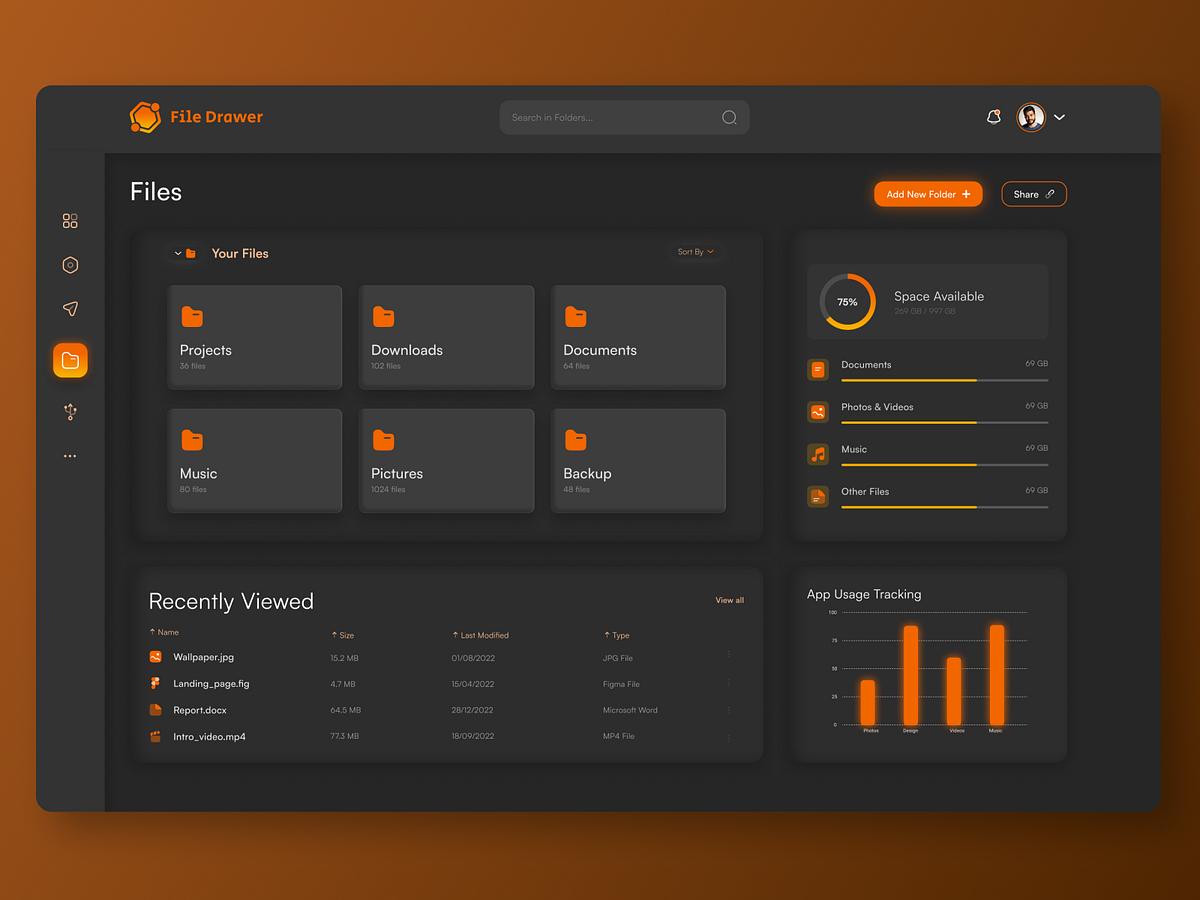 File Drawer
Search in Folders...
Files
Add New Folder +
Share
Your Files
Sort By
Projects
36 files
Downloads
102 files
Documents
64 files
Music
80 files
Pictures
1024 files
Backup
48 files
75%
Space Available
269 GB / 997 GB
Documents 69 GB
Photos & Videos 69 GB
Music 69 GB
Other Files 69 GB
Recently Viewed
View all
↑ Name ↑ Size ↑ Last Modified ↑ Type
Wallpaper.jpg 15.2 MB 01/08/2022 JPG File
Landing_page.fig 4.7 MB 15/04/2022 Figma File
Report.docx 64.5 MB 28/12/2022 Microsoft Word
Intro_video.mp4 77.3 MB 18/09/2022 MP4 File
App Usage Tracking
100
75
50
25
0
Photos Design Videos Music